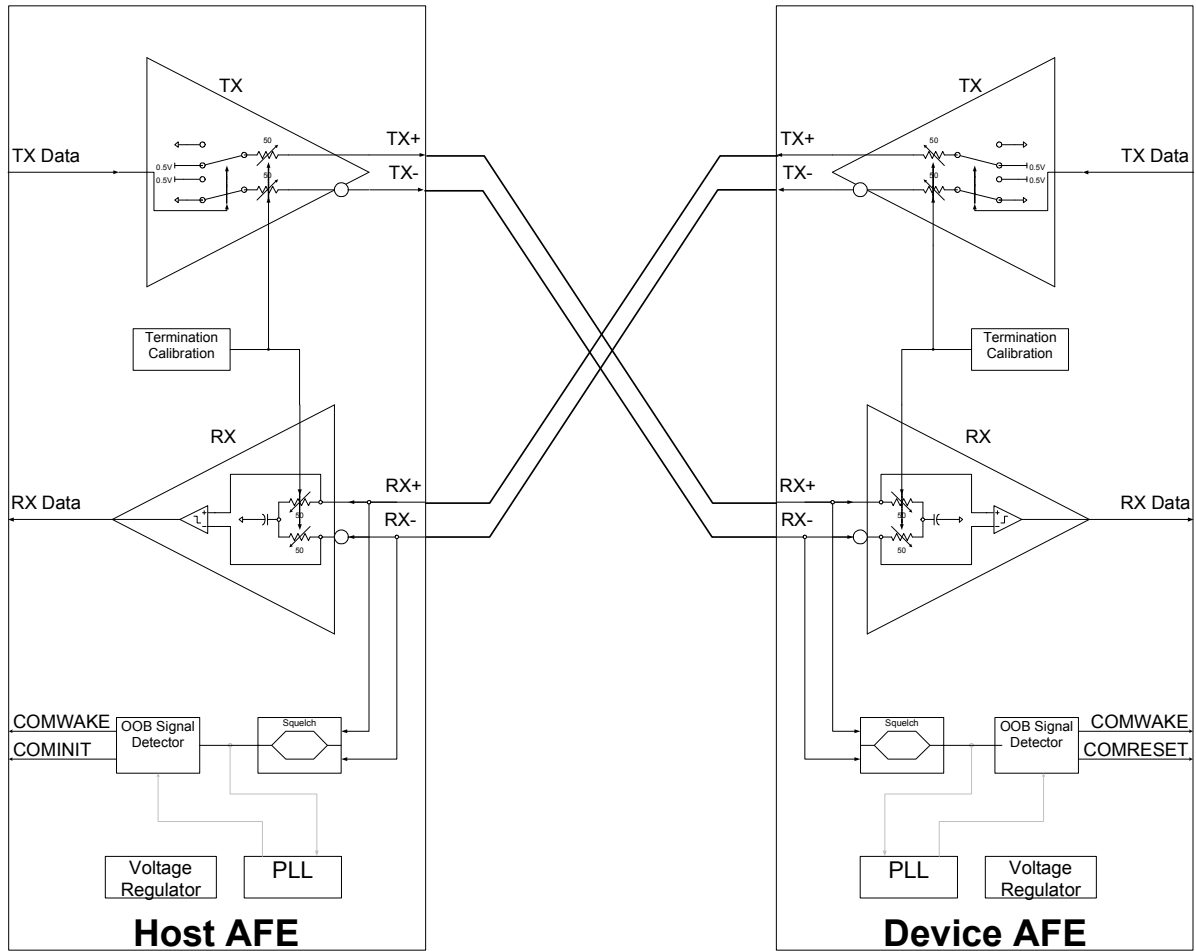 TX
TX
50
TX+
TX+
50
TX Data
0.5V
0.5V
TX Data
0.5V
50
TX-
TX-
50
0.5V
Termination
Calibration
Termination
Calibration
RX
RX
RX+
RX+
RX Data
50
RX-
RX-
50
RX Data
50
50
COMWAKE
OOB Signal
Detector
Squelch
Squelch
OOB Signal
Detector
COMWAKE
COMINIT
COMRESET
Voltage
Regulator
PLL
PLL
Voltage
Regulator
Host AFE
Device AFE